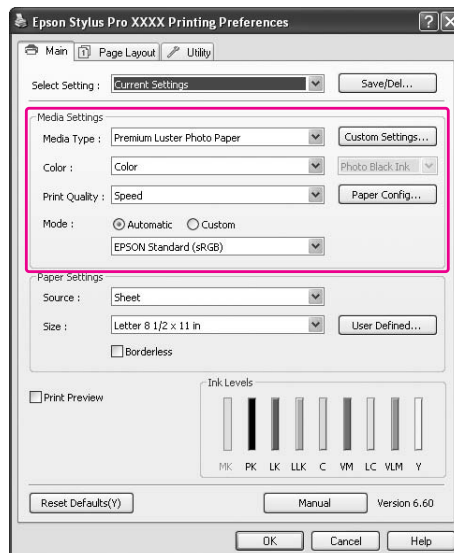 Epson Stylus Pro XXXX Printing Preferences
Main Page Layout Utility
Select Setting : Current Settings Save/Del...
Media Settings
Media Type : Premium Luster Photo Paper Custom Settings...
Color : Color Photo Black Ink
Print Quality : Speed Paper Config...
Mode : Automatic Custom
EPSON Standard (sRGB)
Paper Settings
Source : Sheet
Size : Letter 8 1/2 x 11 in User Defined...
Borderless
Print Preview
Ink Levels
MK PK LK LLK C VM LC VLM Y
Reset Defaults(Y) Manual Version 6.60
OK Cancel Help